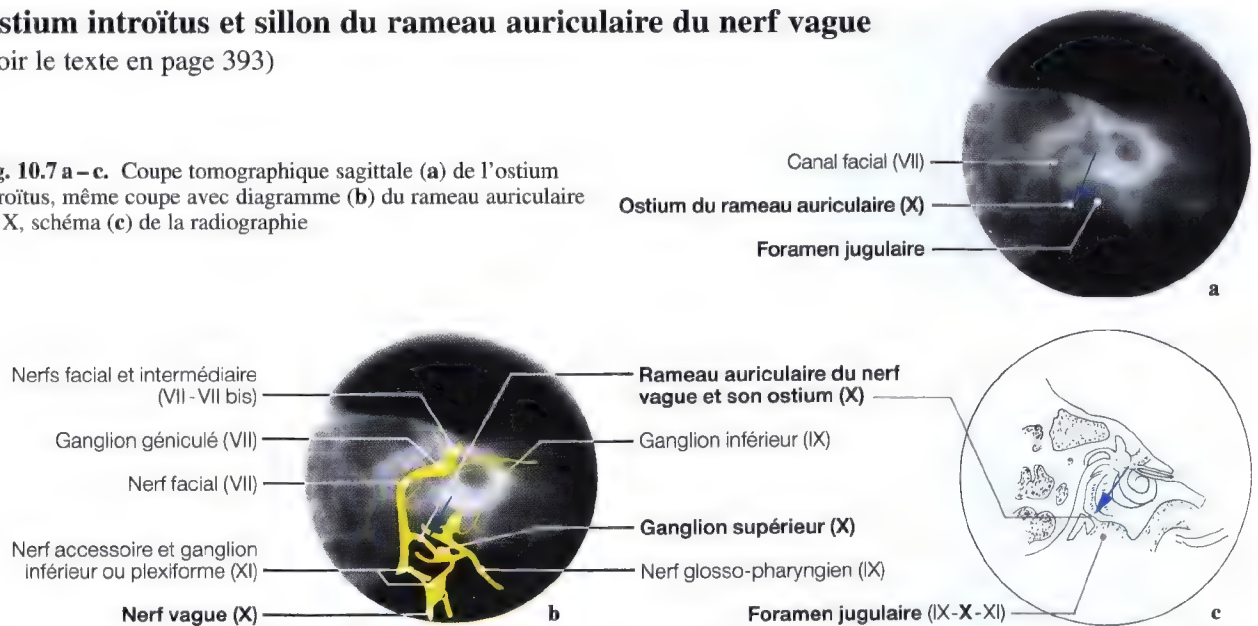 stium introïtus et sillon du rameau auriculaire du nerf vague
oir le texte en page 393)
g. 10.7 a – c. Coupe tomographique sagittale (a) de l'ostium
roïtus, même coupe avec diagramme (b) du rameau auriculaire
X, schéma (c) de la radiographie
Canal facial (VII)
Ostium du rameau auriculaire (X)
Foramen jugulaire
a
Nerfs facial et intermédiaire
(VII - VII bis)
Ganglion géniculé (VII)
Nerf facial (VII)
Nerf accessoire et ganglion
inférieur ou plexiforme (XI)
Nerf vague (X)
b
Rameau auriculaire du nerf
vague et son ostium (X)
Ganglion inférieur (IX)
Ganglion supérieur (X)
Nerf glosso-pharyngien (IX)
Foramen jugulaire (IX-X-XI)
c